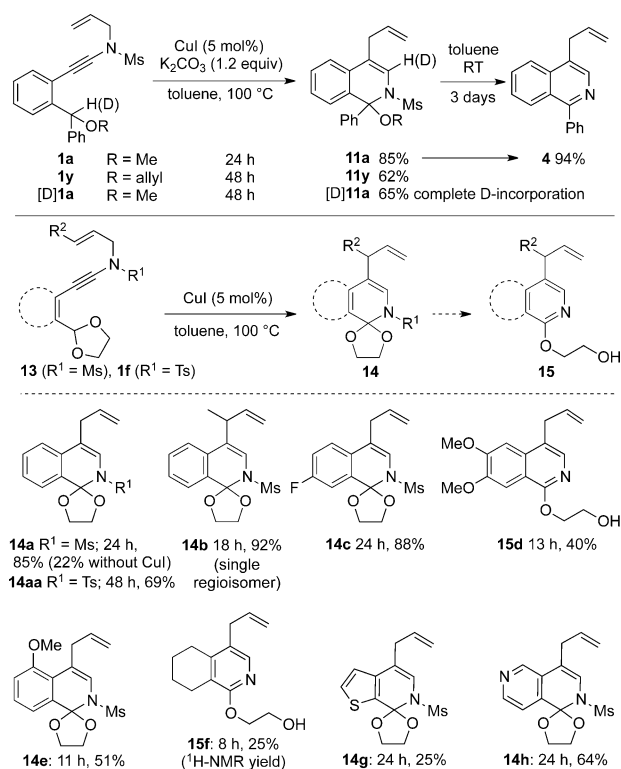 N Ms
H(D)
Ph OR
CuI (5 mol%)
K2CO3 (1.2 equiv)
toluene, 100 °C
H(D)
N Ms
Ph OR
toluene
RT
3 days
N
Ph
1a R = Me 24 h 11a 85% 4 94%
1y R = allyl 48 h 11y 62%
[D]1a R = Me 48 h [D]11a 65% complete D-incorporation
R2
N R1
O O
CuI (5 mol%)
toluene, 100 °C
R2
N R1
O O
R2
N
O OH
13 (R1 = Ms), 1f (R1 = Ts) 14 15
N R1
O O
N Ms
O O
F N Ms
O O
MeO
MeO N
O OH
14a R1 = Ms; 24 h,
85% (22% without CuI)
14aa R1 = Ts; 48 h, 69%
14b 18 h, 92%
(single
regioisomer)
14c 24 h, 88%
15d 13 h, 40%
OMe
N Ms
O O
N
O OH
S N Ms
O O
N N Ms
O O
14e: 11 h, 51%
15f: 8 h, 25%
(1H-NMR yield)
14g: 24 h, 25%
14h: 24 h, 64%